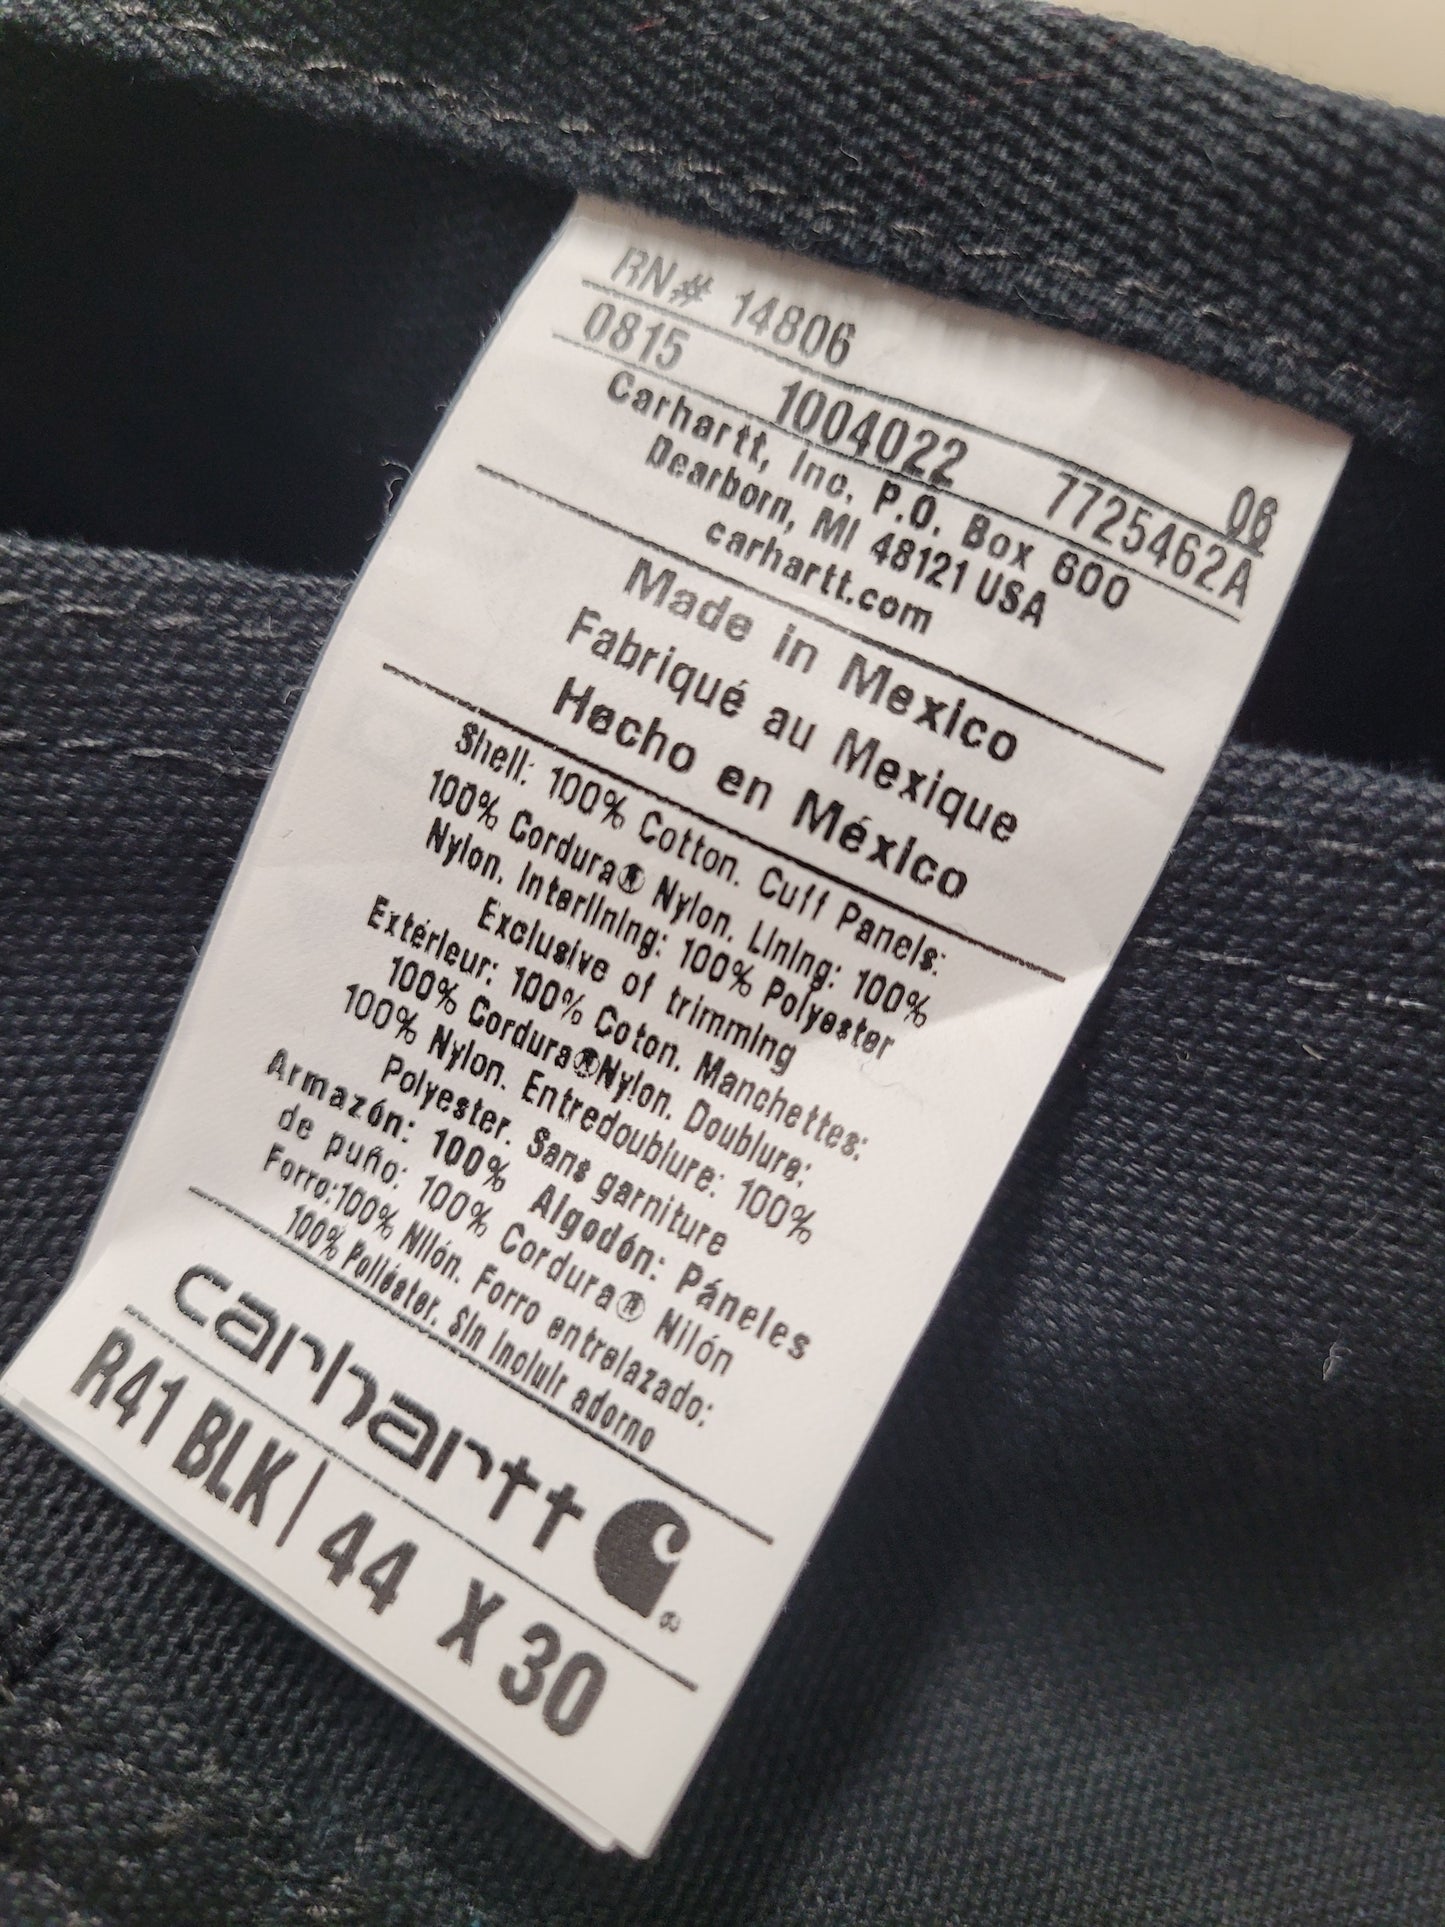 RN# 14806 06
0815 1004022 7725462A
Carhartt, Inc. P.O. Box 600
Dearborn, MI 48121 USA
carhartt.com
Made in Mexico
Fabriqué au Mexique
Hecho en México
Shell: 100% Cotton. Cuff Panels:
100% Cordura® Nylon. Lining: 100%
Nylon. Interlining: 100% Polyester
Exclusive of trimming
Extérieur: 100% Coton. Manchettes:
100% Cordura®Nylon. Doublure:
100% Nylon. Entredoublure: 100%
Polyester. Sans garniture
Armazón: 100% Algodón: Páneles
de puño: 100% Cordura® Nilón
Forro:100% Nilón. Forro entrelazado:
100% Poliéster. Sin incluir adorno
carhartt ®
R41 BLK | 44 X 30